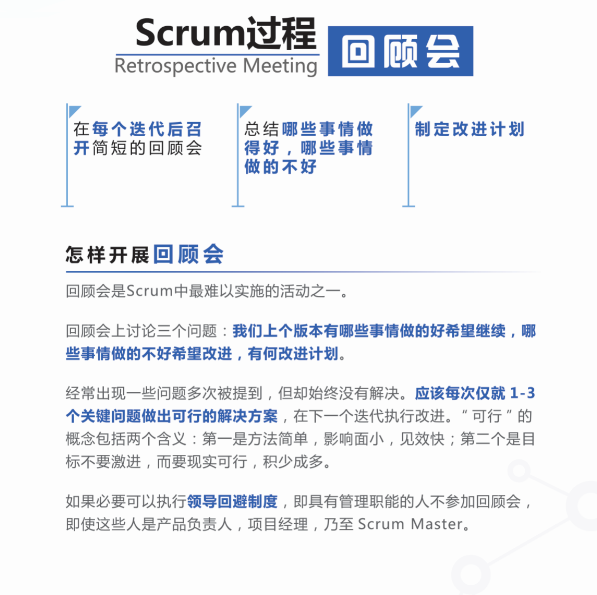 Scrum过程
Retrospective Meeting
回顾会
在每个迭代后召
开简短的回顾会
总结哪些事情做
得好，哪些事情
做的不好
制定改进计划
怎样开展回顾会
回顾会是Scrum中最难以实施的活动之一。
回顾会上讨论三个问题：我们上个版本有哪些事情做的好希望继续，哪
些事情做的不好希望改进，有何改进计划。
经常出现一些问题多次被提到，但却始终没有解决。应该每次仅就 1-3
个关键问题做出可行的解决方案，在下一个迭代执行改进。“ 可行 ” 的
概念包括两个含义：第一是方法简单，影响面小，见效快；第二个是目
标不要激进，而要现实可行，积少成多。
如果必要可以执行领导回避制度，即具有管理职能的人不参加回顾会，
即使这些人是产品负责人，项目经理，乃至 Scrum Master。